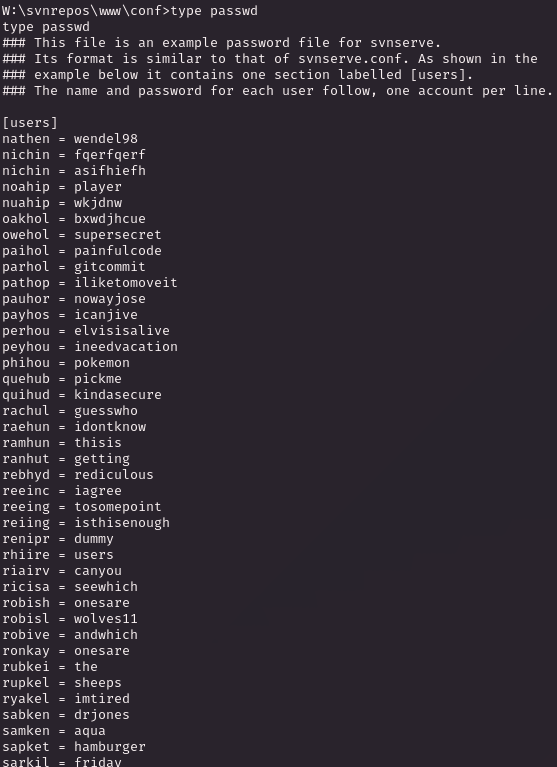 W:\svnrepos\www\conf>type passwd
type passwd
### This file is an example password file for svnserve.
### Its format is similar to that of svnserve.conf. As shown in the
### example below it contains one section labelled [users].
### The name and password for each user follow, one account per line.

[users]
nathen = wendel98
nichin = fqerfqerf
nichin = asifhiefh
noahip = player
nuahip = wkjdnw
oakhol = bxwdjhcue
owehol = supersecret
paihol = painfulcode
parhol = gitcommit
pathop = iliketomoveit
pauhor = nowayjose
payhos = icanjive
perhou = elvisisalive
peyhou = ineedvacation
phihou = pokemon
quehub = pickme
quihud = kindasecure
rachul = guesswho
raehun = idontknow
ramhun = thisis
ranhut = getting
rebhyd = rediculous
reeinc = iagree
reeing = tosomepoint
reiing = isthisenough
renipr = dummy
rhiire = users
riairv = canyou
ricisa = seewhich
robish = onesare
robisl = wolves11
robive = andwhich
ronkay = onesare
rubkei = the
rupkel = sheeps
ryakel = imtired
sabken = drjones
samken = aqua
sapket = hamburger
sarkil = friday